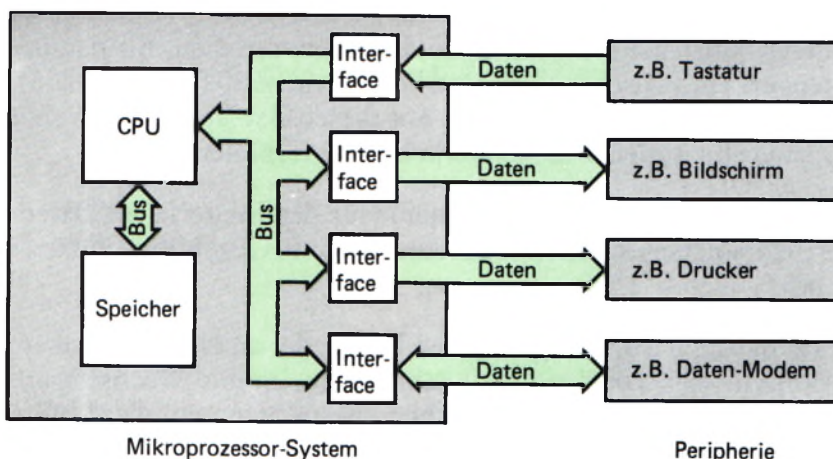 Inter-
face
Daten
z.B. Tastatur
CPU
Inter-
face
Daten
z.B. Bildschirm
Bus
Bus
Speicher
Inter-
face
Daten
z.B. Drucker
Inter-
face
Daten
z.B. Daten-Modem
Mikroprozessor-System
Peripherie